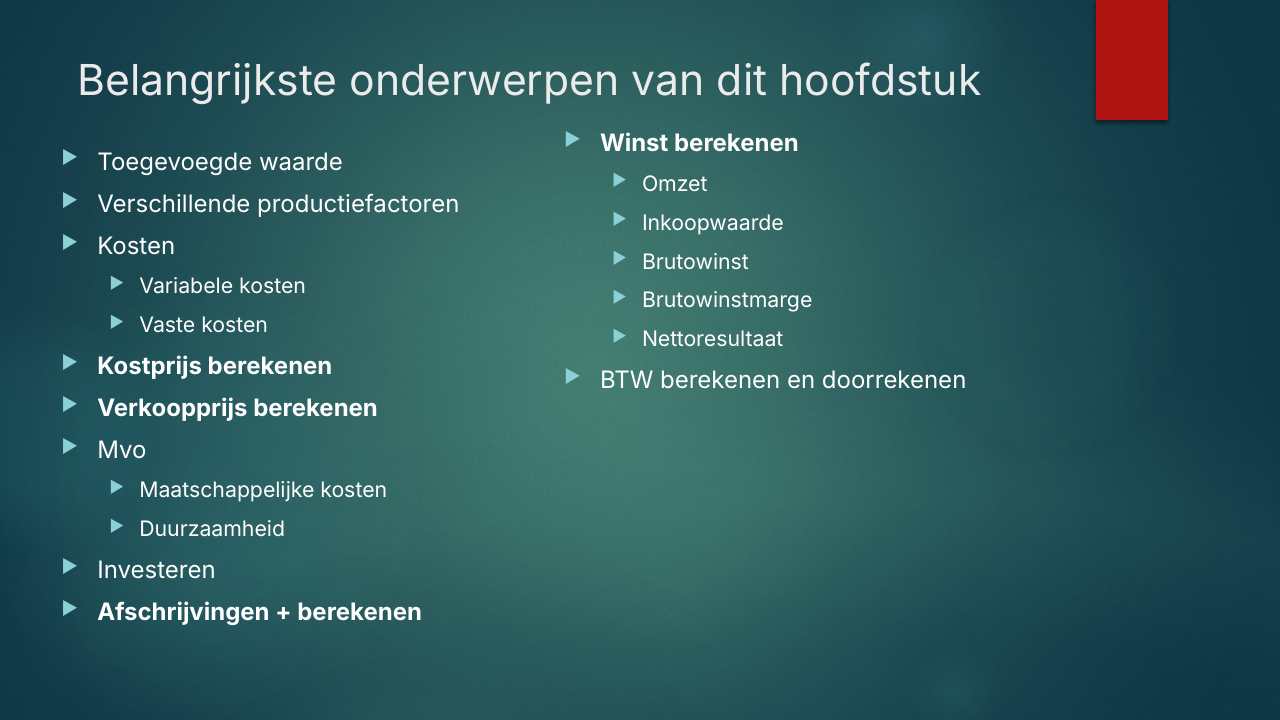 Belangrijkste onderwerpen van dit hoofdstuk
Toegevoegde waarde
Verschillende productiefactoren
Kosten
Variabele kosten
Vaste kosten
Kostprijs berekenen
Verkoopprijs berekenen
Mvo
Maatschappelijke kosten
Duurzaamheid
Investeren
Afschrijvingen + berekenen
Winst berekenen
Omzet
Inkoopwaarde
Brutowinst
Brutowinstmarge
Nettoresultaat
BTW berekenen en doorrekenen